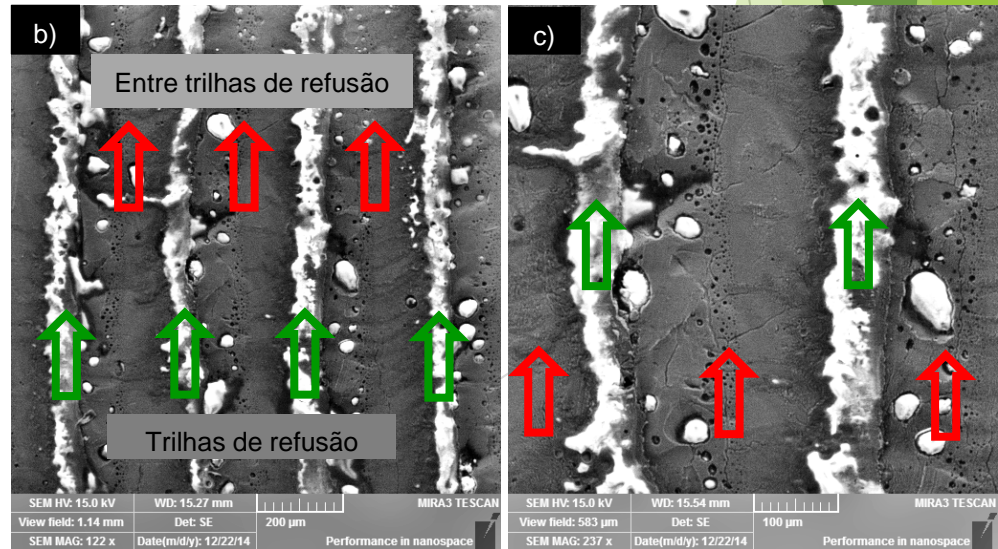 b)
Entre trilhas de refusão
Trilhas de refusão
SEM HV: 15.0 kV WD: 15.27 mm MIRA3 TESCAN
View field: 1.14 mm Det: SE 200 µm
SEM MAG: 122 x Date(m/d/y): 12/22/14 Performance in nanospace
c)
SEM HV: 15.0 kV WD: 15.54 mm MIRA3 TESCAN
View field: 583 µm Det: SE 100 µm
SEM MAG: 237 x Date(m/d/y): 12/22/14 Performance in nanospace